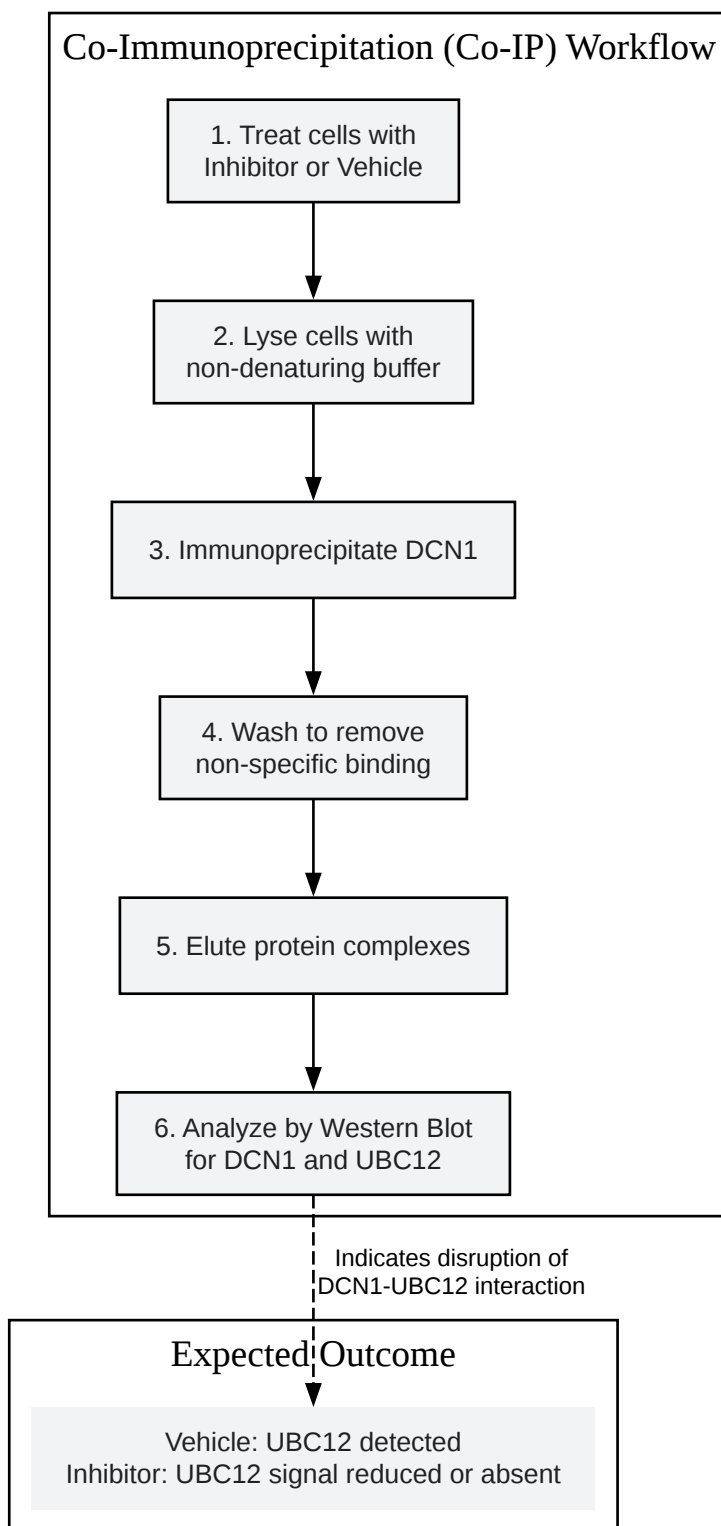 Co-Immunoprecipitation (Co-IP) Workflow
1. Treat cells with
Inhibitor or Vehicle
2. Lyse cells with
non-denaturing buffer
3. Immunoprecipitate DCN1
4. Wash to remove
non-specific binding
5. Elute protein complexes
6. Analyze by Western Blot
for DCN1 and UBC12
Indicates disruption of
DCN1-UBC12 interaction
Expected Outcome
Vehicle: UBC12 detected
Inhibitor: UBC12 signal reduced or absent